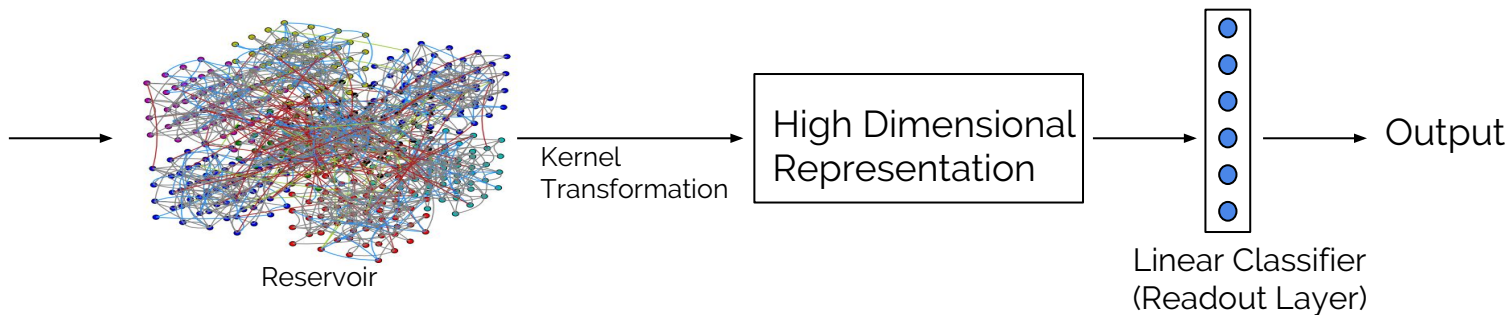 Reservoir
Kernel
Transformation
High Dimensional
Representation
Linear Classifier
(Readout Layer)
Output